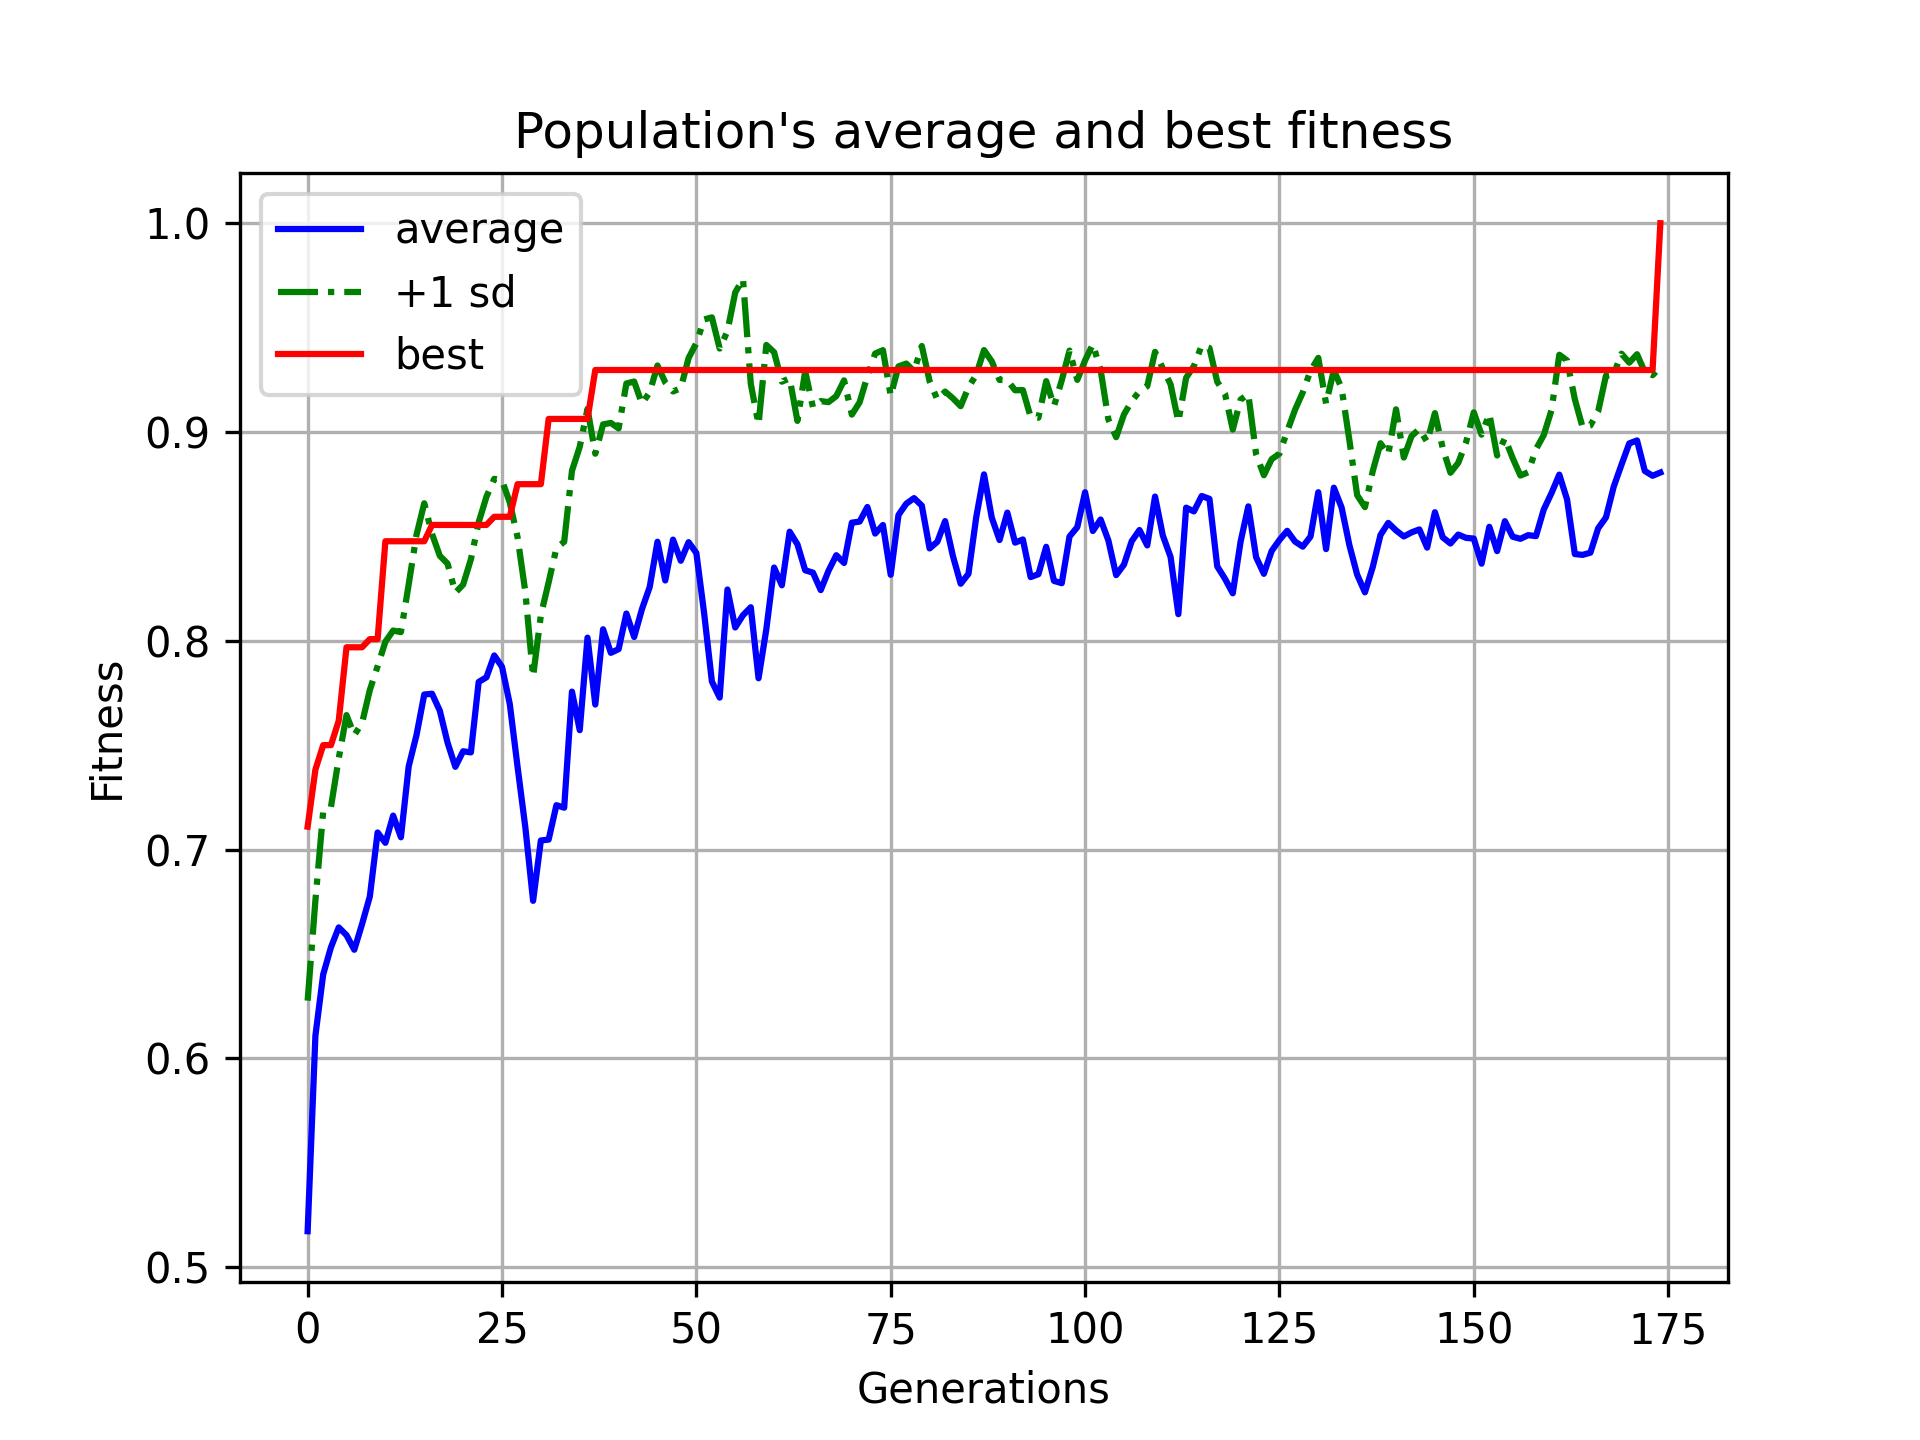 Population's average and best fitness
average
+1 sd
best
1.0
0.9
0.8
0.7
0.6
0.5
Fitness
0 25 50 75 100 125 150 175
Generations